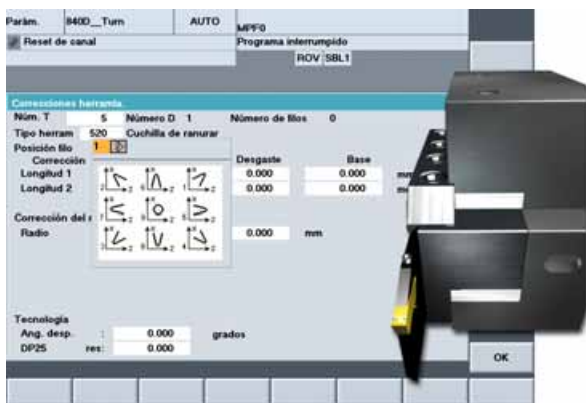 Parám. 840D__Turn AUTO MPF0
Reset de canal Programa interrumpido
ROV SBL1
Correcciones herramta.
Núm. T 5 Número D 1 Número de filos 0
Tipo herram 520 Cuchilla de ranurar
Posición filo 1
Corrección Desgaste Base
Longitud 1 0.000 0.000 mm
Longitud 2 0.000 0.000
Corrección del r
Radio 0.000 mm
Tecnología
Ang. desp. : 0.000 grados
DP25 res: 0.000
OK